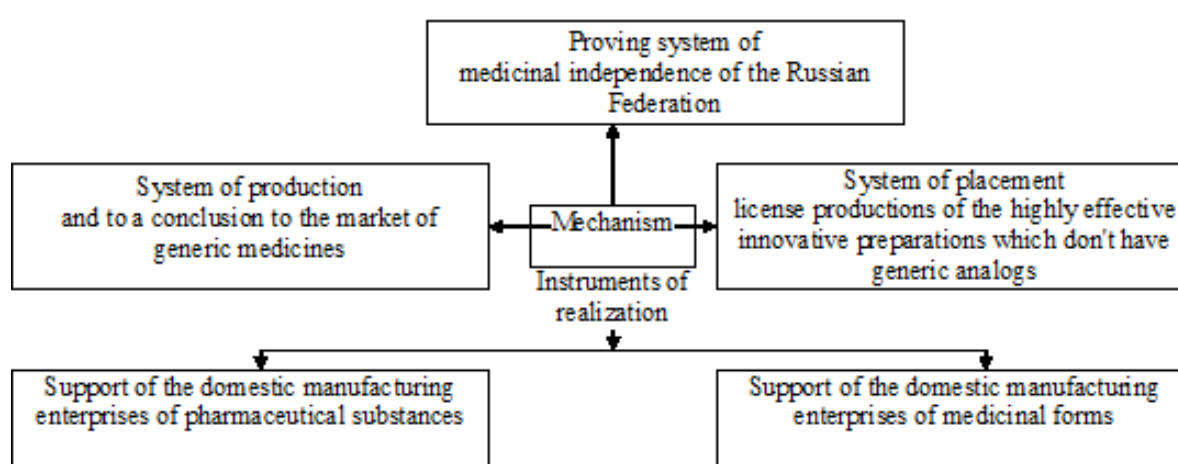 Proving system of
medicinal independence of the Russian
Federation
System of production
and to a conclusion to the market of
generic medicines
Mechanism
System of placement
license productions of the highly effective
innovative preparations which don't have
generic analogs
Instruments of
realization
Support of the domestic manufacturing
enterprises of pharmaceutical substances
Support of the domestic manufacturing
enterprises of medicinal forms